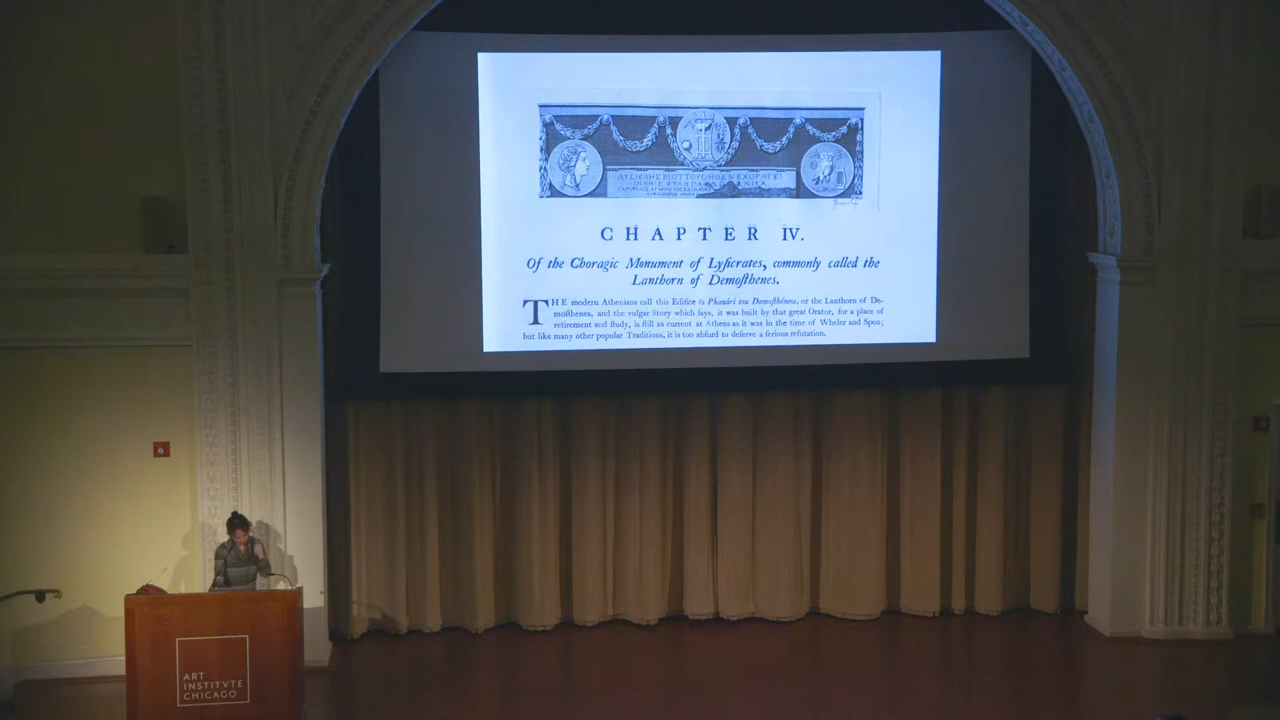 ΛΥΣΙΚΛΗΣ
CHAPTER IV.
Of the Choragic Monument of Lyſicrates, commonly called the
Lanthorn of Demoſthenes.
THE modern Athenians call this Edifice to Phanári tou Demoſthéneos, or the Lanthorn of De-
moſthenes, and the vulgar Story which ſays, it was built by that great Orator, for a place of
retirement and ſtudy, is ſtill as current at Athens as it was in the time of Wheler and Spon;
but like many other popular Traditions, it is too abſurd to deſerve a ſerious refutation.
ART
INSTITVTE
CHICAGO